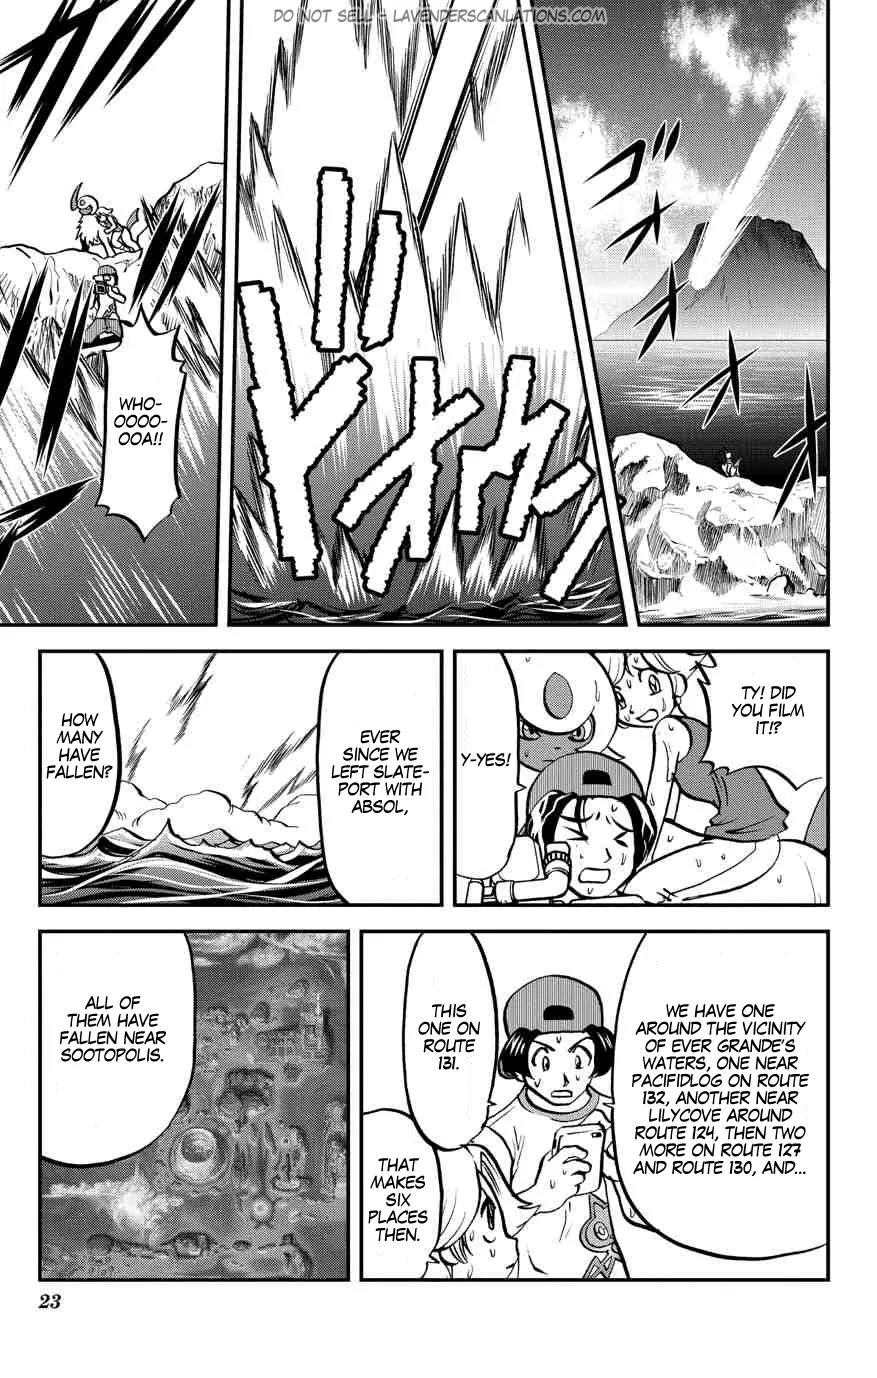 DO NOT SELL - LAVENDERSCANLATIONS.COM
ゴッ
ドォォン
WHO-
OOOO-
OOA!!
TY! DID
YOU FILM
IT!?
Y-YES!
EVER
SINCE WE
LEFT SLATE-
PORT WITH
ABSOL,
HOW
MANY
HAVE
FALLEN?
WE HAVE ONE
AROUND THE VICINITY
OF EVER GRANDE'S
WATERS, ONE NEAR
PACIFIDLOG ON ROUTE
132, ANOTHER NEAR
LILYCOVE AROUND
ROUTE 124, THEN TWO
MORE ON ROUTE 127
AND ROUTE 130, AND...
THIS
ONE ON
ROUTE
131.
THAT
MAKES
SIX
PLACES
THEN.
ALL OF
THEM HAVE
FALLEN NEAR
SOOTOPOLIS.
23